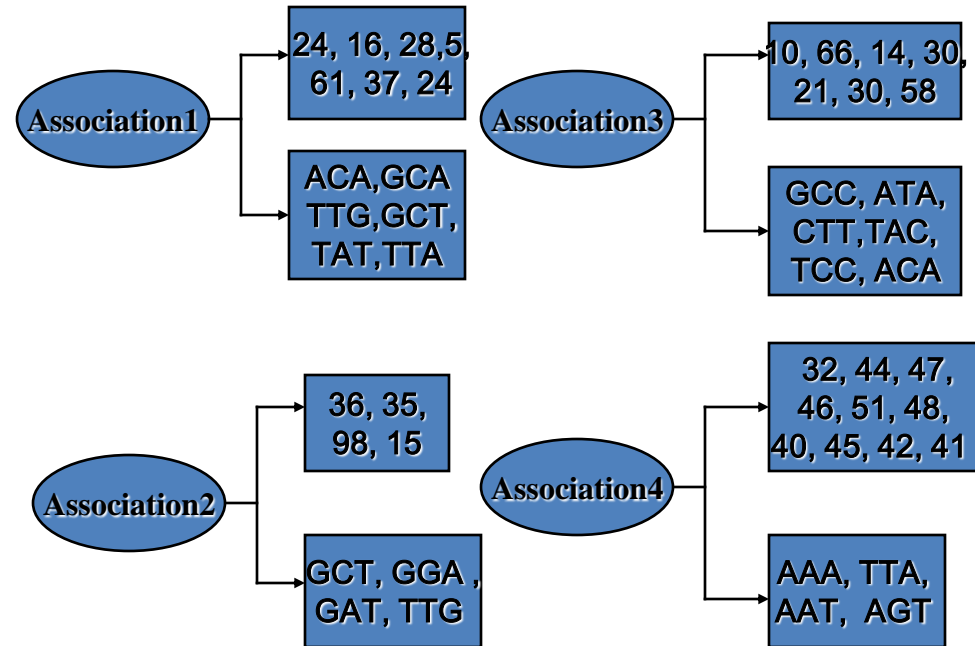 Association1
24, 16, 28,5,
61, 37, 24
ACA,GCA
TTG,GCT,
TAT,TTA
Association3
10, 66, 14, 30,
21, 30, 58
GCC, ATA,
CTT,TAC,
TCC, ACA
Association2
36, 35,
98, 15
GCT, GGA ,
GAT, TTG
Association4
32, 44, 47,
46, 51, 48,
40, 45, 42, 41
AAA, TTA,
AAT, AGT